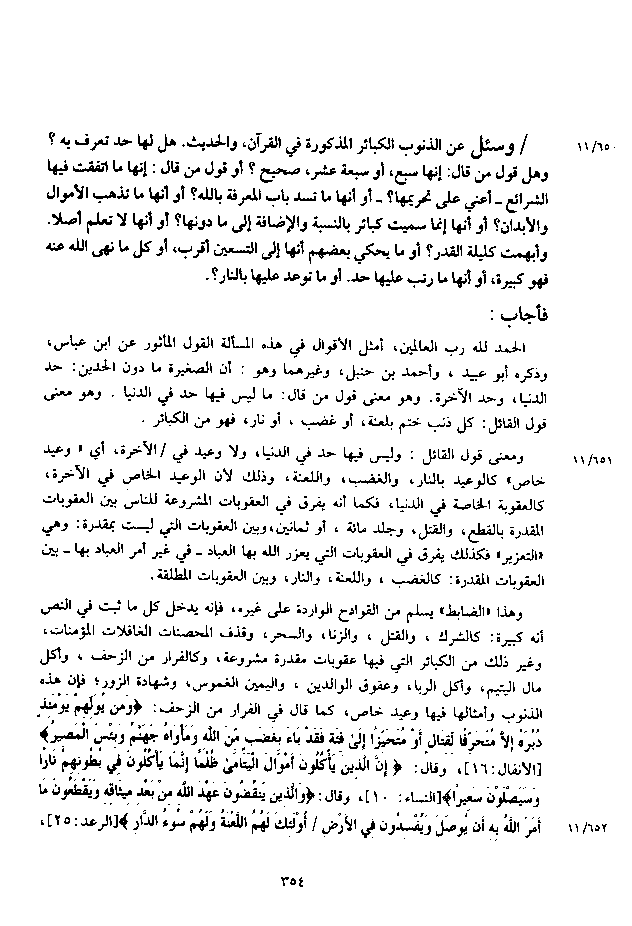 ١١/٦٥٠ / وسئل عن الذنوب الكبائر المذكورة في القرآن، والحديث. هل لها حد تعرف به ؟
وهل قول من قال: إنها سبع، أو سبعة عشر، صحيح ؟ أو قول من قال : إنها ما اتفقت فيها
الشرائع ـ أعني على تحريمها؟ ـ أو أنها ما تسد باب المعرفة بالله؟ أو أنها ما تذهب الأموال
والأبدان؟ أو أنها إنما سميت كبائر بالنسبة والإضافة إلى ما دونها؟ أو أنها لا تعلم أصلا.
وأبهمت كليلة القدر؟ أو ما يحكي بعضهم أنها إلى التسعين أقرب، أو كل ما نهى الله عنه
فهو كبيرة، أو أنها ما رتب عليها حد. أو ما توعد عليها بالنار؟.
فأجاب :
الحمد لله رب العالمين، أمثل الأقوال في هذه المسألة القول المأثور عن ابن عباس،
وذكره أبو عبيد ، وأحمد بن حنبل، وغيرهما وهو : أن الصغيرة ما دون الحدين: حد
الدنيا، وحد الآخرة. وهو معنى قول من قال: ما ليس فيها حد في الدنيا . وهو معنى
قول القائل: كل ذنب ختم بلعنة، أو غضب ، أو نار، فهو من الكبائر .
١١/٦٥١ ومعنى قول القائل : وليس فيها حد في الدنيا، ولا وعيد في / الآخرة، أي « وعيد
خاص» كالوعيد بالنار، والغضب، واللعنة، وذلك لأن الوعيد الخاص في الآخرة،
كالعقوبة الخاصة في الدنيا، فكما أنه يفرق في العقوبات المشروعة للناس بين العقوبات
المقدرة بالقطع، والقتل، وجلد مائة ، أو ثمانين،وبين العقوبات التي ليست بمقدرة: وهي
«التعزير» فكذلك يفرق في العقوبات التي يعزر الله بها العباد ـ في غير أمر العباد بها ـ بين
العقوبات المقدرة: كالغضب ، واللعنة، والنار، وبين العقوبات المطلقة.
وهذا «الضابط» يسلم من القوادح الواردة على غيره، فإنه يدخل كل ما ثبت في النص
أنه كبيرة: كالشرك ، والقتل ، والزنا، والسحر، وقذف المحصنات الغافلات المؤمنات،
وغير ذلك من الكبائر التي فيها عقوبات مقدرة مشروعة، وكالفرار من الزحف ، وأكل
مال اليتيم، وأكل الربا، وعقوق الوالدين ، واليمين الغموس، وشهادة الزور؛ فإن هذه
الذنوب وأمثالها فيها وعيد خاص، كما قال في الفرار من الزحف: ﴿وَمَن يُوَلِّهِمْ يَوْمَئِذٍ
دُبُرَهُ إِلاَّ مُتَحَرِّفًا لِّقِتَالٍ أَوْ مُتَحَيِّزًا إِلَىٰ فِئَةٍ فَقَدْ بَاءَ بِغَضَبٍ مِّنَ اللَّهِ وَمَأْوَاهُ جَهَنَّمُ وَبِئْسَ الْمَصِيرُ﴾
[الأنفال:١٦]، وقال: ﴿ إِنَّ الَّذِينَ يَأْكُلُونَ أَمْوَالَ الْيَتَامَىٰ ظُلْمًا إِنَّمَا يَأْكُلُونَ فِي بُطُونِهِمْ نَارًا
وَسَيَصْلَوْنَ سَعِيرًا﴾[النساء: ١٠]، وقال:﴿وَالَّذِينَ يَنقُضُونَ عَهْدَ اللَّهِ مِنْ بَعْدِ مِيثَاقِهِ وَيَقْطَعُونَ مَا
١١/٦٥٢ أَمَرَ اللَّهُ بِهِ أَن يُوصَلَ وَيُفْسِدُونَ فِي الأَرْضِ / أُوْلَئِكَ لَهُمُ اللَّعْنَةُ وَلَهُمْ سُوءُ الدَّارِ ﴾[الرعد:٢٥]،
٣٥٤